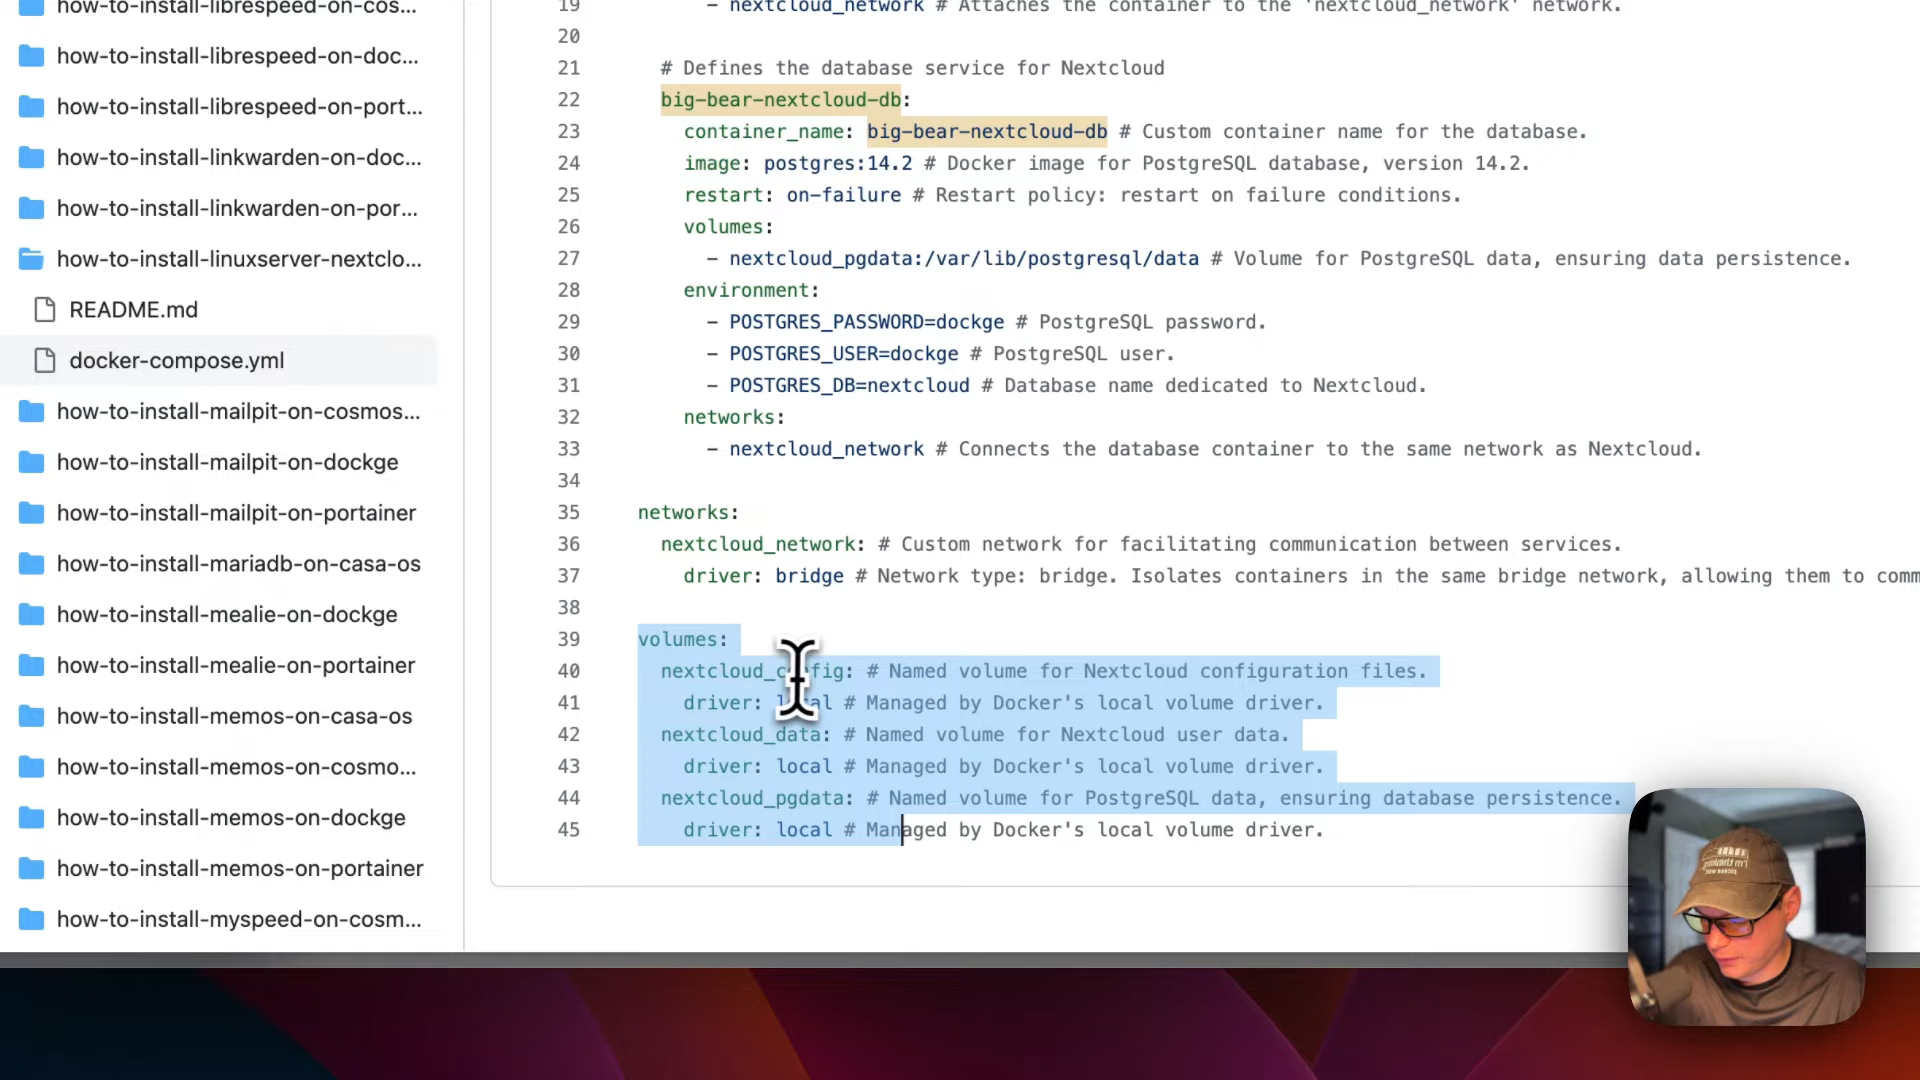 how-to-install-librespeed-on-cos...
how-to-install-librespeed-on-doc...
how-to-install-librespeed-on-port...
how-to-install-linkwarden-on-doc...
how-to-install-linkwarden-on-por...
how-to-install-linuxserver-nextclo...
README.md
docker-compose.yml
how-to-install-mailpit-on-cosmos...
how-to-install-mailpit-on-dockge
how-to-install-mailpit-on-portainer
how-to-install-mariadb-on-casa-os
how-to-install-mealie-on-dockge
how-to-install-mealie-on-portainer
how-to-install-memos-on-casa-os
how-to-install-memos-on-cosmo...
how-to-install-memos-on-dockge
how-to-install-memos-on-portainer
how-to-install-myspeed-on-cosm...
19 - nextcloud_network # Attaches the container to the 'nextcloud_network' network.
20
21 # Defines the database service for Nextcloud
22 big-bear-nextcloud-db:
23 container_name: big-bear-nextcloud-db # Custom container name for the database.
24 image: postgres:14.2 # Docker image for PostgreSQL database, version 14.2.
25 restart: on-failure # Restart policy: restart on failure conditions.
26 volumes:
27 - nextcloud_pgdata:/var/lib/postgresql/data # Volume for PostgreSQL data, ensuring data persistence.
28 environment:
29 - POSTGRES_PASSWORD=dockge # PostgreSQL password.
30 - POSTGRES_USER=dockge # PostgreSQL user.
31 - POSTGRES_DB=nextcloud # Database name dedicated to Nextcloud.
32 networks:
33 - nextcloud_network # Connects the database container to the same network as Nextcloud.
34
35 networks:
36 nextcloud_network: # Custom network for facilitating communication between services.
37 driver: bridge # Network type: bridge. Isolates containers in the same bridge network, allowing them to comm
38
39 volumes:
40 nextcloud_config: # Named volume for Nextcloud configuration files.
41 driver: local # Managed by Docker's local volume driver.
42 nextcloud_data: # Named volume for Nextcloud user data.
43 driver: local # Managed by Docker's local volume driver.
44 nextcloud_pgdata: # Named volume for PostgreSQL data, ensuring database persistence.
45 driver: local # Managed by Docker's local volume driver.